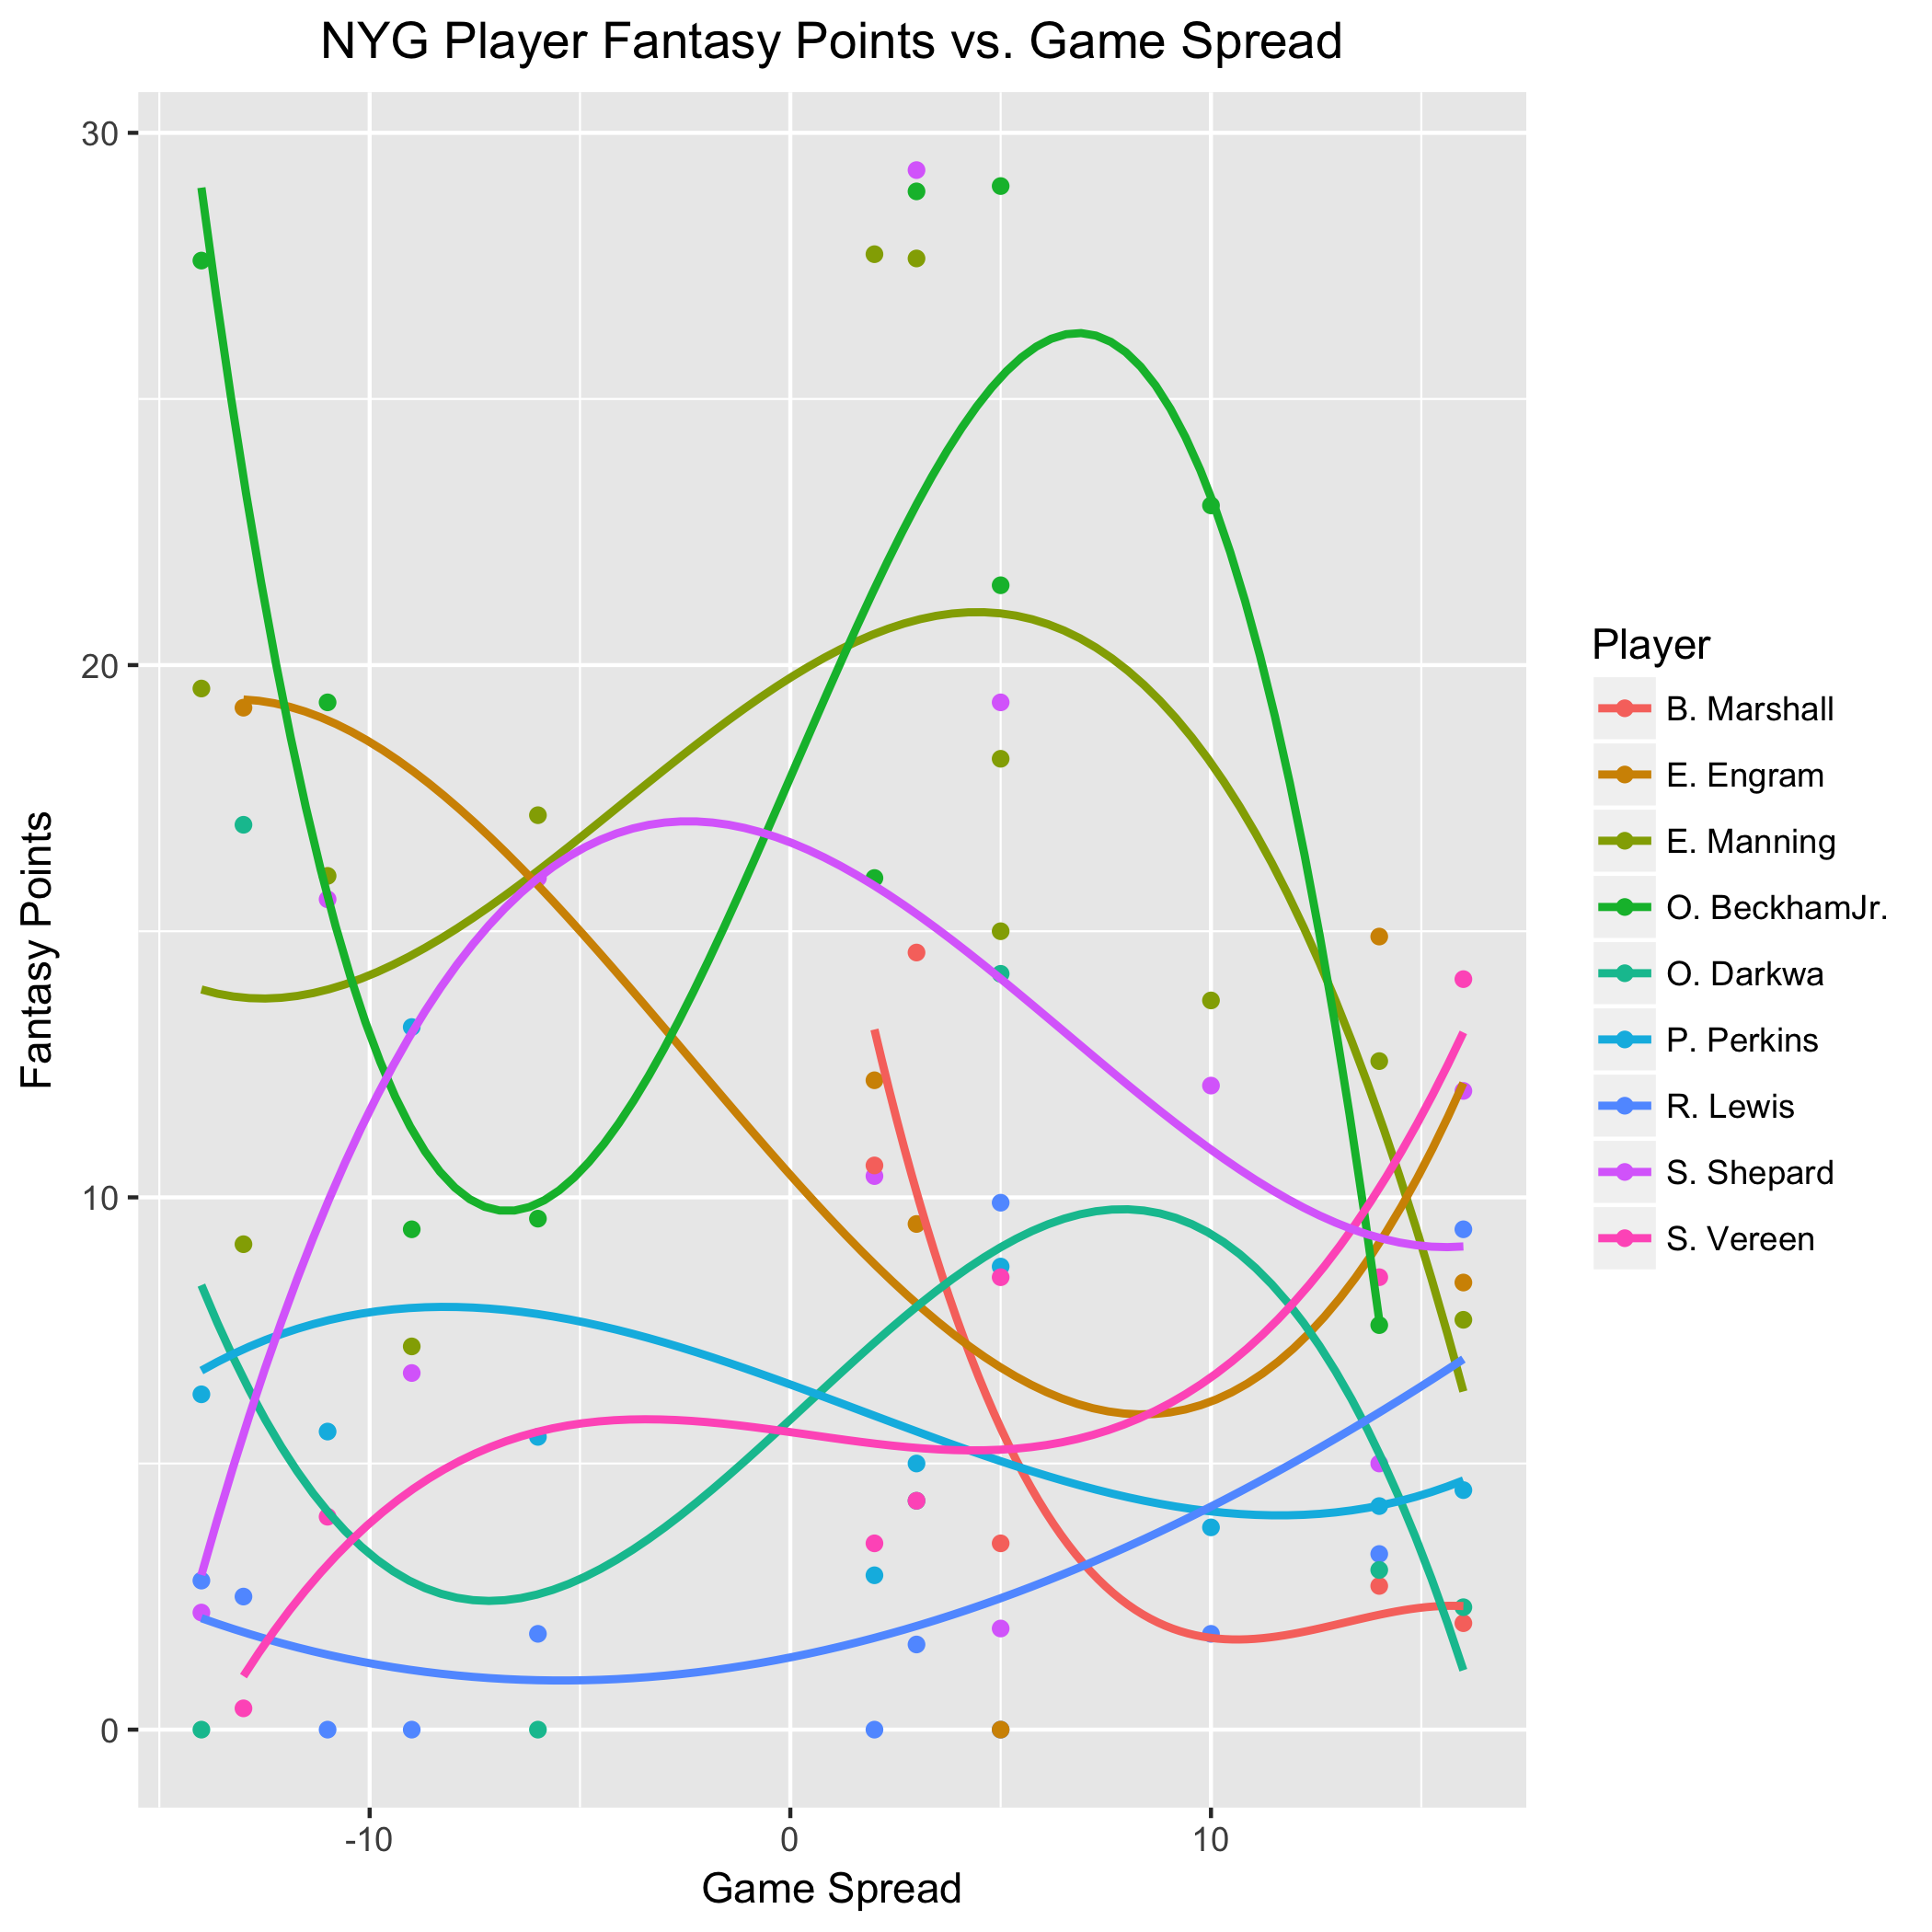 NYG Player Fantasy Points vs. Game Spread
30
20
10
0
Fantasy Points
-10
0
10
Game Spread
Player
B. Marshall
E. Engram
E. Manning
O. BeckhamJr.
O. Darkwa
P. Perkins
R. Lewis
S. Shepard
S. Vereen